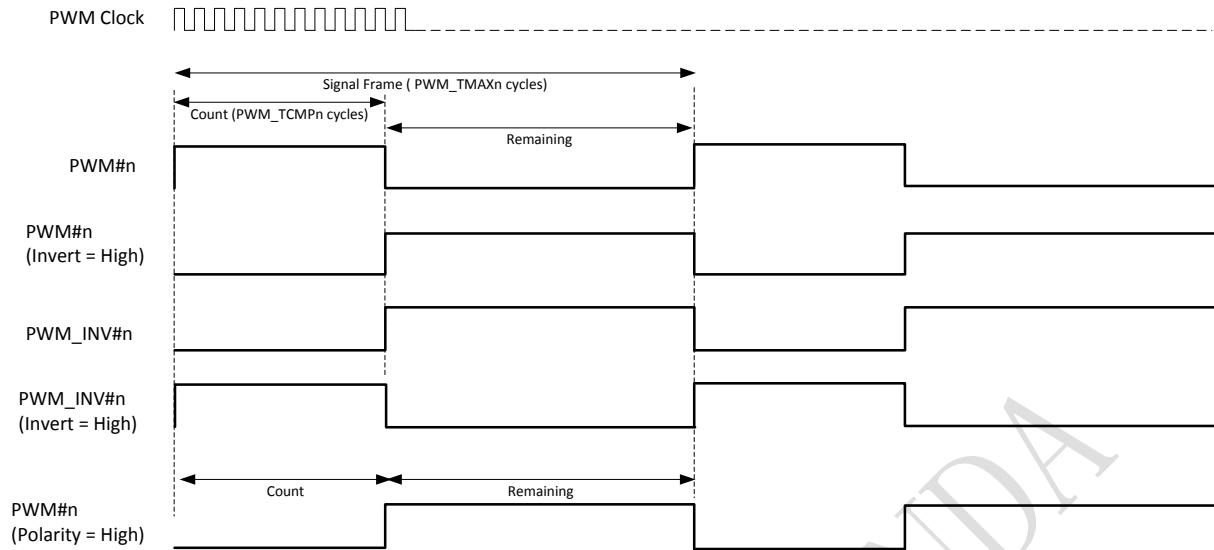 PWM Clock
Signal Frame ( PWM_TMAXn cycles)
Count (PWM_TCMPn cycles)
Remaining
PWM#n
PWM#n
(Invert = High)
PWM_INV#n
PWM_INV#n
(Invert = High)
Count
Remaining
PWM#n
(Polarity = High)
NDA